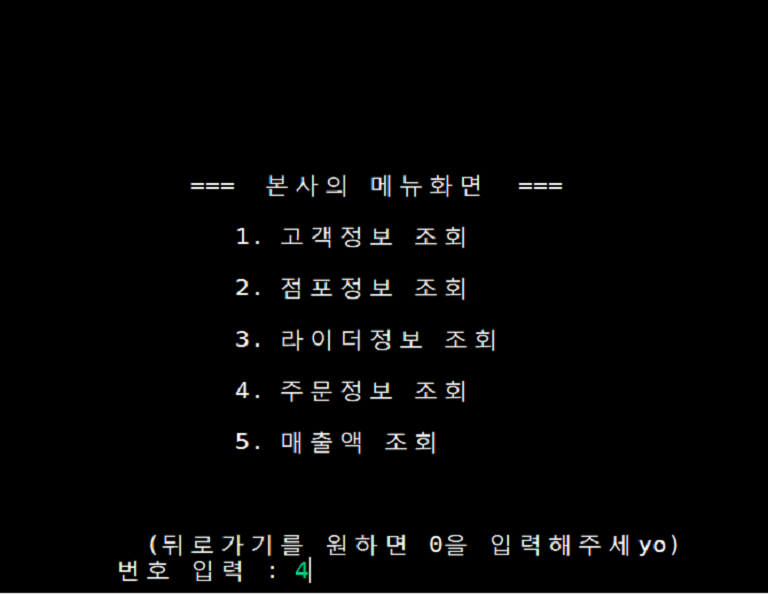 === 본사의 메뉴화면 ===
1. 고객정보 조회
2. 점포정보 조회
3. 라이더정보 조회
4. 주문정보 조회
5. 매출액 조회
(뒤로가기를 원하면 0을 입력해주세yo)
번호 입력 : 4